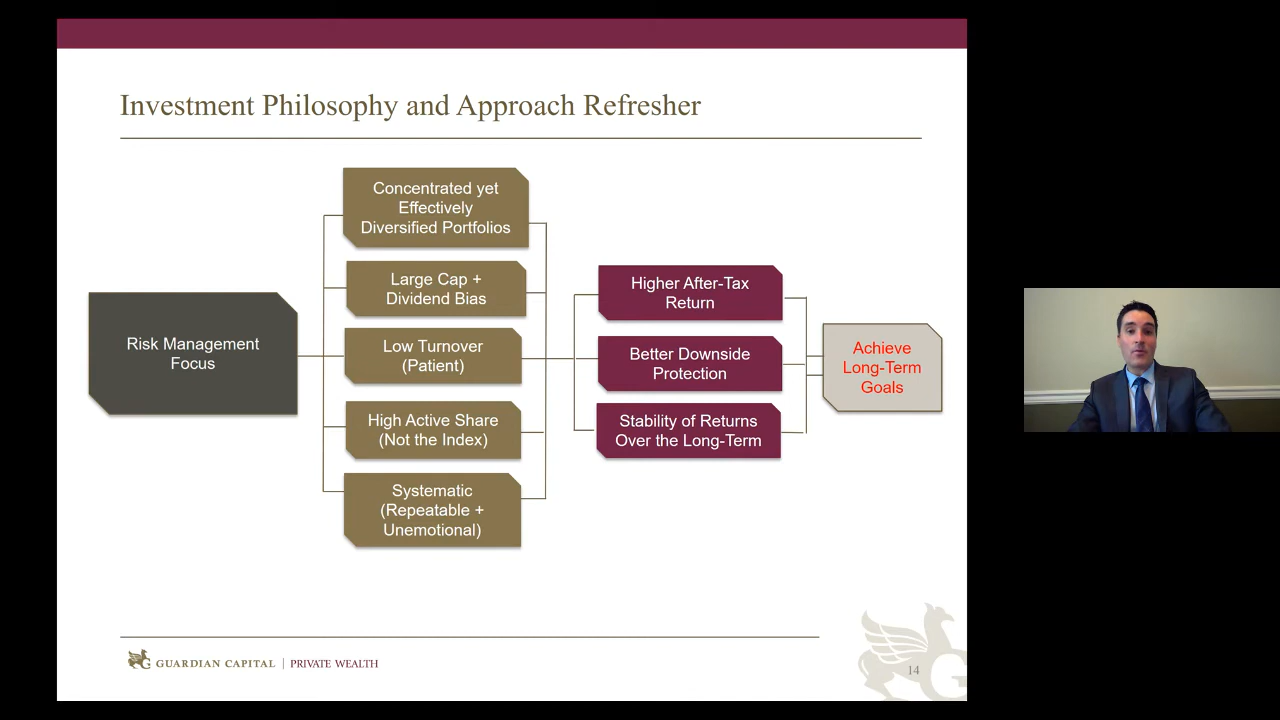 Investment Philosophy and Approach Refresher
Risk Management
Focus
Concentrated yet
Effectively
Diversified Portfolios
Large Cap +
Dividend Bias
Low Turnover
(Patient)
High Active Share
(Not the Index)
Systematic
(Repeatable +
Unemotional)
Higher After-Tax
Return
Better Downside
Protection
Stability of Returns
Over the Long-Term
Achieve
Long-Term
Goals
GUARDIAN CAPITAL | PRIVATE WEALTH
14